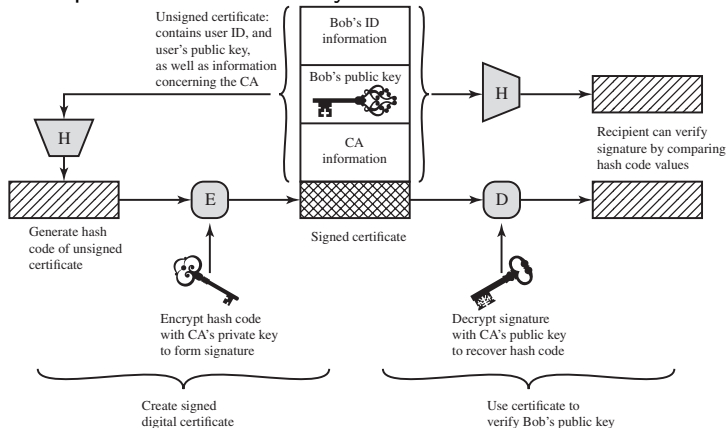 Unsigned certificate:
contains user ID, and
user's public key,
as well as information
concerning the CA
Bob's ID
information
Bob's public key
CA
information
H
H
Recipient can verify
signature by comparing
hash code values
E
D
Generate hash
code of unsigned
certificate
Signed certificate
Encrypt hash code
with CA's private key
to form signature
Decrypt signature
with CA's public key
to recover hash code
Create signed
digital certificate
Use certificate to
verify Bob's public key